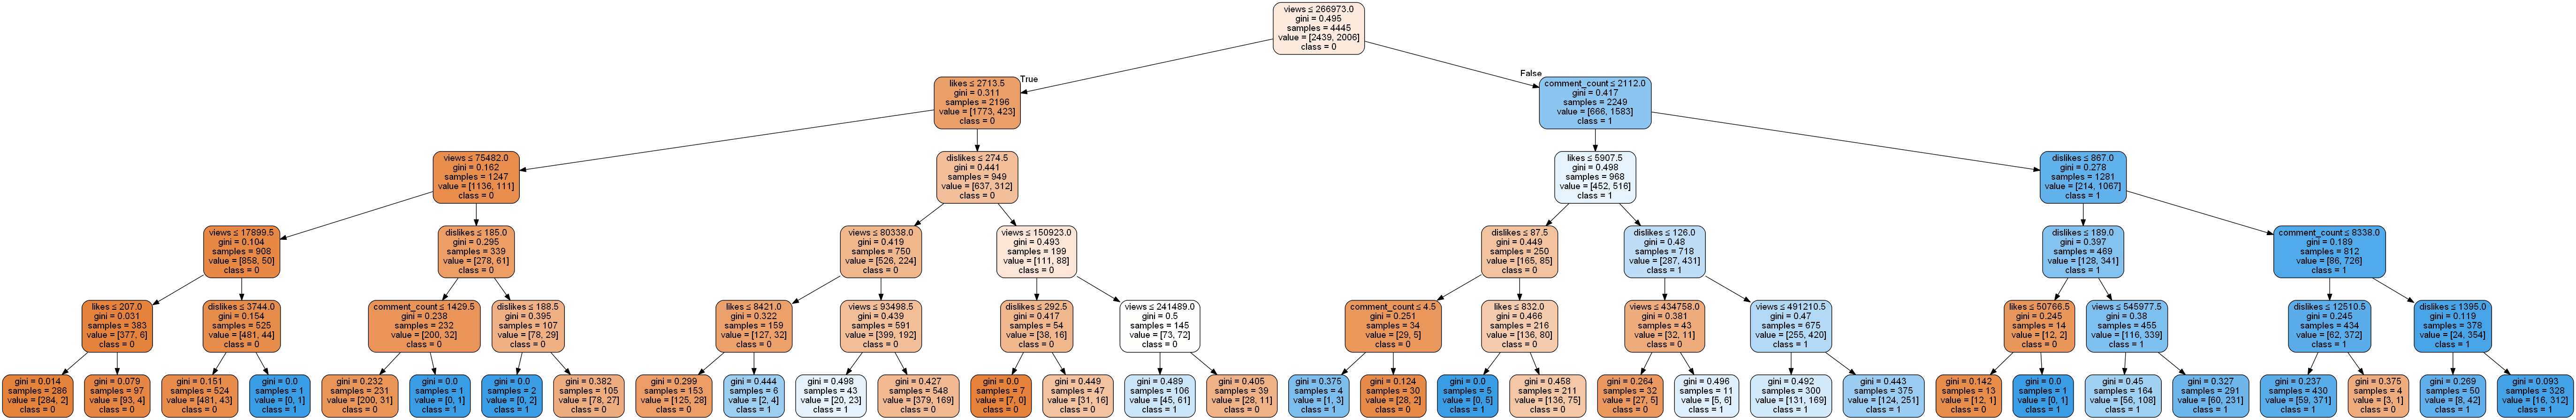 views ≤ 266973.0
gini = 0.495
samples = 4445
value = [2439, 2006]
class = 0
True
False
likes ≤ 2713.5
gini = 0.311
samples = 2196
value = [1773, 423]
class = 0
comment_count ≤ 2112.0
gini = 0.417
samples = 2249
value = [666, 1583]
class = 1
views ≤ 75482.0
gini = 0.162
samples = 1247
value = [1136, 111]
class = 0
dislikes ≤ 274.5
gini = 0.441
samples = 949
value = [637, 312]
class = 0
likes ≤ 5907.5
gini = 0.498
samples = 968
value = [452, 516]
class = 1
dislikes ≤ 867.0
gini = 0.278
samples = 1281
value = [214, 1067]
class = 1
views ≤ 17899.5
gini = 0.104
samples = 908
value = [858, 50]
class = 0
dislikes ≤ 185.0
gini = 0.295
samples = 339
value = [278, 61]
class = 0
views ≤ 80338.0
gini = 0.419
samples = 750
value = [526, 224]
class = 0
views ≤ 150923.0
gini = 0.493
samples = 199
value = [111, 88]
class = 0
dislikes ≤ 87.5
gini = 0.449
samples = 250
value = [165, 85]
class = 0
dislikes ≤ 126.0
gini = 0.48
samples = 718
value = [287, 431]
class = 1
dislikes ≤ 189.0
gini = 0.397
samples = 469
value = [128, 341]
class = 1
comment_count ≤ 8338.0
gini = 0.189
samples = 812
value = [86, 726]
class = 1
likes ≤ 207.0
gini = 0.031
samples = 383
value = [377, 6]
class = 0
dislikes ≤ 3744.0
gini = 0.154
samples = 525
value = [481, 44]
class = 0
comment_count ≤ 1429.5
gini = 0.238
samples = 232
value = [200, 32]
class = 0
dislikes ≤ 188.5
gini = 0.395
samples = 107
value = [78, 29]
class = 0
likes ≤ 8421.0
gini = 0.322
samples = 159
value = [127, 32]
class = 0
views ≤ 93498.5
gini = 0.439
samples = 591
value = [399, 192]
class = 0
dislikes ≤ 292.5
gini = 0.417
samples = 54
value = [38, 16]
class = 0
views ≤ 241489.0
gini = 0.5
samples = 145
value = [73, 72]
class = 0
comment_count ≤ 4.5
gini = 0.251
samples = 34
value = [29, 5]
class = 0
likes ≤ 832.0
gini = 0.466
samples = 216
value = [136, 80]
class = 0
views ≤ 434758.0
gini = 0.381
samples = 43
value = [32, 11]
class = 0
views ≤ 491210.5
gini = 0.47
samples = 675
value = [255, 420]
class = 1
likes ≤ 50766.5
gini = 0.245
samples = 14
value = [12, 2]
class = 0
views ≤ 545977.5
gini = 0.38
samples = 455
value = [116, 339]
class = 1
dislikes ≤ 12510.5
gini = 0.245
samples = 434
value = [62, 372]
class = 1
dislikes ≤ 1395.0
gini = 0.119
samples = 378
value = [24, 354]
class = 1
gini = 0.014
samples = 286
value = [284, 2]
class = 0
gini = 0.079
samples = 97
value = [93, 4]
class = 0
gini = 0.151
samples = 524
value = [481, 43]
class = 0
gini = 0.0
samples = 1
value = [0, 1]
class = 1
gini = 0.232
samples = 231
value = [200, 31]
class = 0
gini = 0.0
samples = 1
value = [0, 1]
class = 1
gini = 0.0
samples = 2
value = [0, 2]
class = 1
gini = 0.382
samples = 105
value = [78, 27]
class = 0
gini = 0.299
samples = 153
value = [125, 28]
class = 0
gini = 0.444
samples = 6
value = [2, 4]
class = 1
gini = 0.498
samples = 43
value = [20, 23]
class = 1
gini = 0.427
samples = 548
value = [379, 169]
class = 0
gini = 0.0
samples = 7
value = [7, 0]
class = 0
gini = 0.449
samples = 47
value = [31, 16]
class = 0
gini = 0.489
samples = 106
value = [45, 61]
class = 1
gini = 0.405
samples = 39
value = [28, 11]
class = 0
gini = 0.375
samples = 4
value = [1, 3]
class = 1
gini = 0.124
samples = 30
value = [28, 2]
class = 0
gini = 0.0
samples = 5
value = [0, 5]
class = 1
gini = 0.458
samples = 211
value = [136, 75]
class = 0
gini = 0.264
samples = 32
value = [27, 5]
class = 0
gini = 0.496
samples = 11
value = [5, 6]
class = 1
gini = 0.492
samples = 300
value = [131, 169]
class = 1
gini = 0.443
samples = 375
value = [124, 251]
class = 1
gini = 0.142
samples = 13
value = [12, 1]
class = 0
gini = 0.0
samples = 1
value = [0, 1]
class = 1
gini = 0.45
samples = 164
value = [56, 108]
class = 1
gini = 0.327
samples = 291
value = [60, 231]
class = 1
gini = 0.237
samples = 430
value = [59, 371]
class = 1
gini = 0.375
samples = 4
value = [3, 1]
class = 0
gini = 0.269
samples = 50
value = [8, 42]
class = 1
gini = 0.093
samples = 328
value = [16, 312]
class = 1